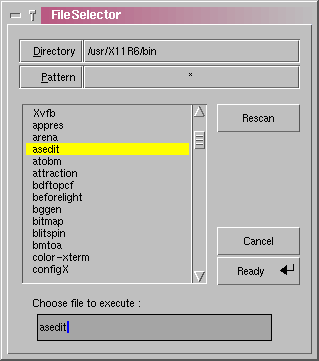 FileSelector
Directory /usr/X11R6/bin
Pattern *
Xvfb
appres
arena
asedit
atobm
attraction
bdftopcf
beforelight
bggen
bitmap
blitspin
bmtoa
color-xterm
configX
Rescan
Cancel
Ready
Choose file to execute :
asedit